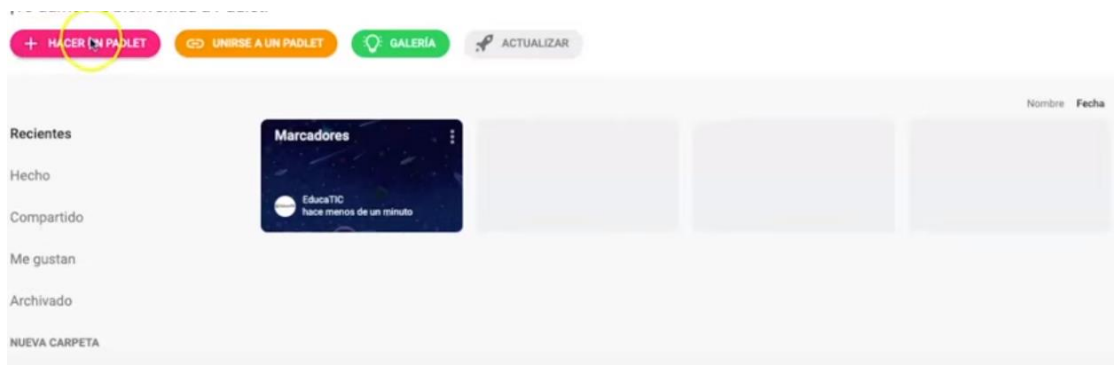 HACER UN PADLET
UNIRSE A UN PADLET
GALERÍA
ACTUALIZAR
Nombre Fecha
Recientes
Marcadores
Hecho
EducaTIC
hace menos de un minuto
Compartido
Me gustan
Archivado
NUEVA CARPETA